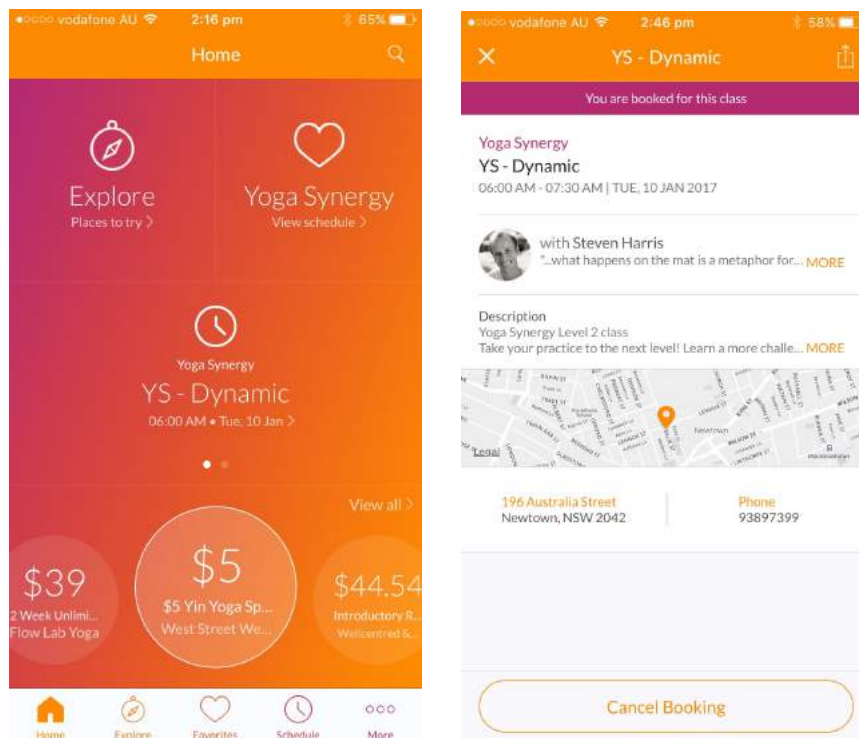 vodafone AU 2:16 pm 65%
Home
Explore
Places to try >
Yoga Synergy
View schedule >
Yoga Synergy
YS - Dynamic
06:00 AM • Tue, 10 Jan >
View all >
$39
2 Week Unlimi...
Flow Lab Yoga
$5
$5 Yin Yoga Sp...
West Street We...
$44.54
Introductory R...
Wellcentred &...
Home Explore Favorites Schedule More
vodafone AU 2:46 pm 58%
YS - Dynamic
You are booked for this class
Yoga Synergy
YS - Dynamic
06:00 AM - 07:30 AM | TUE, 10 JAN 2017
with Steven Harris
"...what happens on the mat is a metaphor for... MORE
Description
Yoga Synergy Level 2 class
Take your practice to the next level! Learn a more challe... MORE
Newtown
Legal
196 Australia Street
Newtown, NSW 2042
Phone
93897399
Cancel Booking